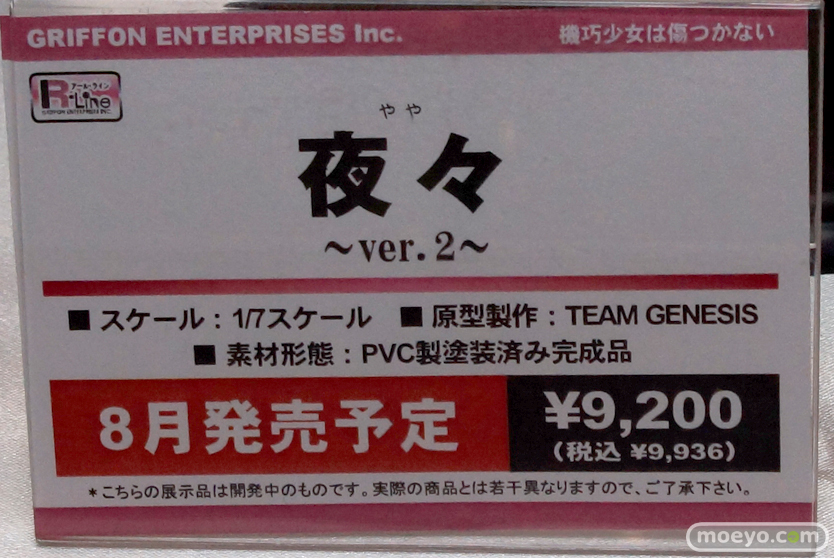 GRIFFON ENTERPRISES Inc.
機巧少女は傷つかない
アール・ライン
R-Line
GRIFFON ENTERPRISES INC.
やや
夜々
～ver.2～
■ スケール：1/7スケール ■ 原型製作：TEAM GENESIS
■ 素材形態：PVC製塗装済み完成品
8月発売予定
¥9,200
(税込 ¥9,936)
＊こちらの展示品は開発中のものです。実際の商品とは若干異なりますので、ご了承下さい。
moeyo.com